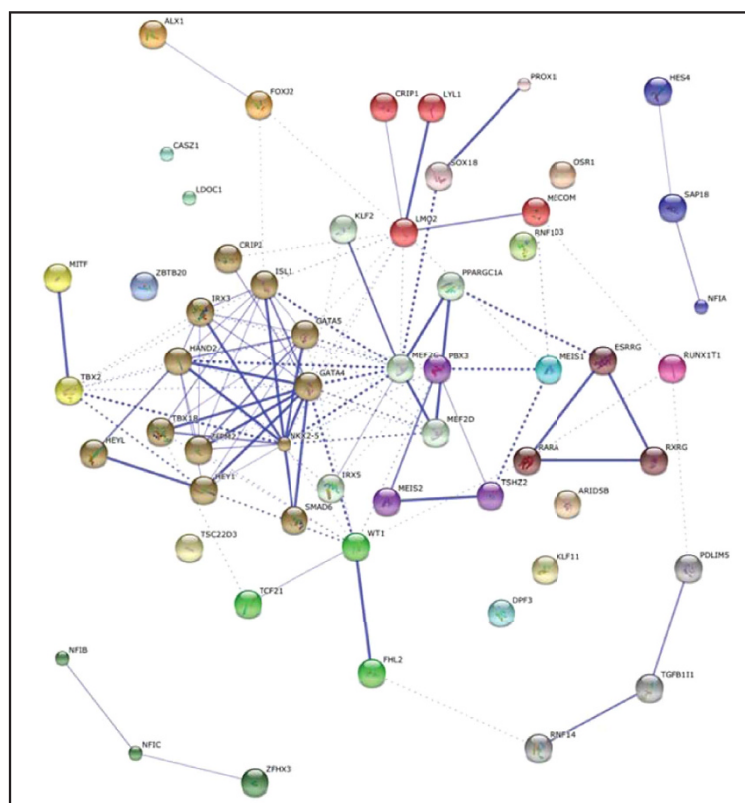 ALX1
FOXJ2
CRIP1
LYL1
PROX1
HES4
CASZ1
SOX18
OSR1
LDOC1
SAP18
KLF2
LMO2
MECOM
RNF103
CRIP2
MITF
ZBTB20
ISL1
PPARGC1A
NFIA
IRX3
GATA5
HAND2
MEF2C
PBX3
MEIS1
ESRRG
RUNX1T1
TBX2
GATA4
TBX18
MEF2D
HEYL
ZFPM2
NKX2-5
RARA
RXRG
HEY1
IRX5
MEIS2
TSHZ2
SMAD6
ARID5B
TSC22D3
WT1
KLF11
PDLIM5
TCF21
DPF3
NFIB
FHL2
TGFB1I1
NFIC
RNF14
ZFHX3